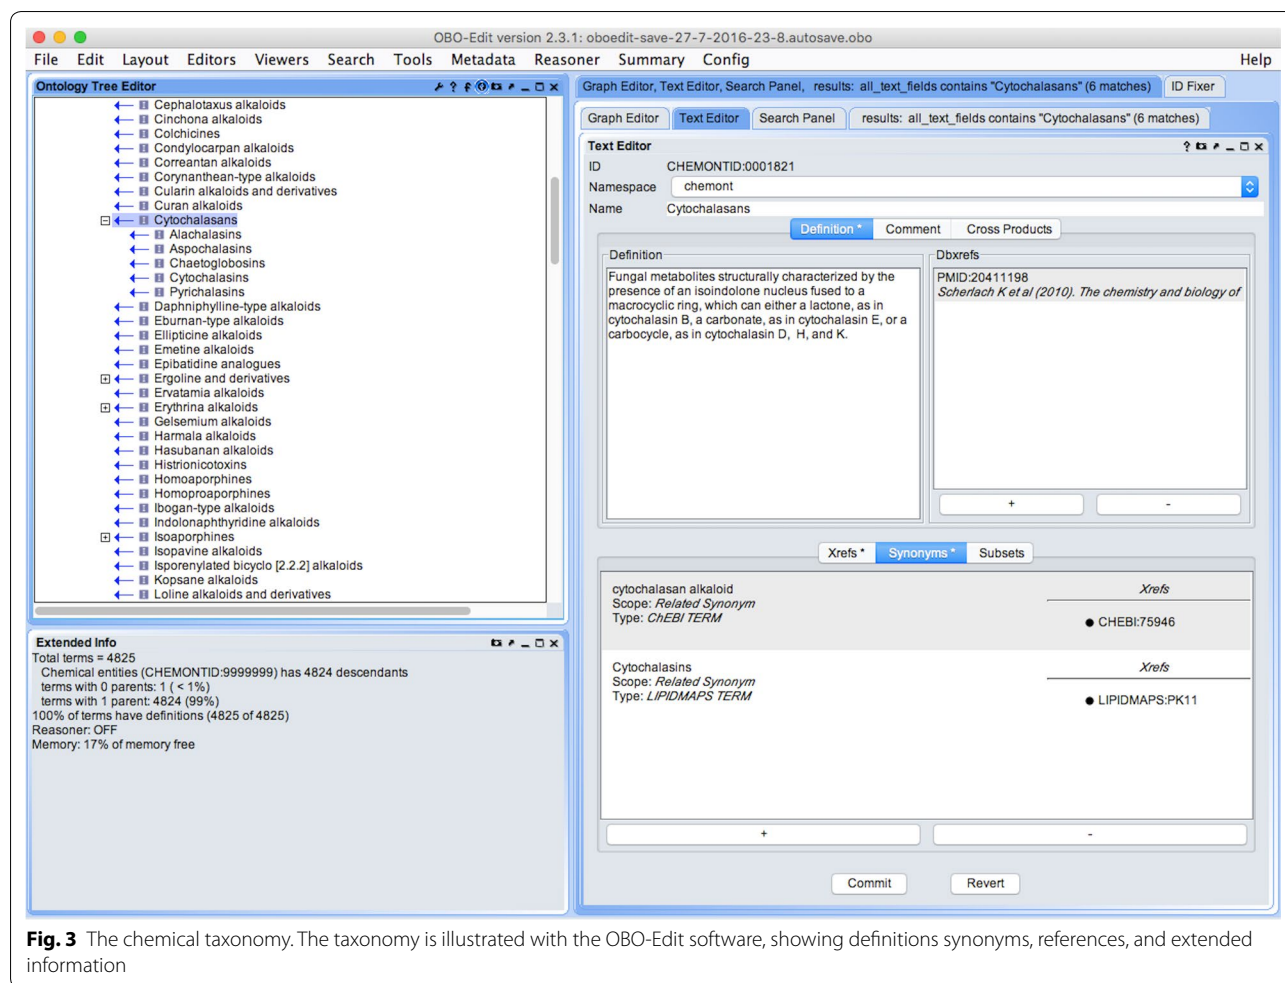 OBO-Edit version 2.3.1: oboedit-save-27-7-2016-23-8.autosave.obo
File Edit Layout Editors Viewers Search Tools Metadata Reasoner Summary Config Help
Ontology Tree Editor
Cephalotaxus alkaloids
Cinchona alkaloids
Colchicines
Condylocarpan alkaloids
Correantan alkaloids
Corynanthean-type alkaloids
Cularin alkaloids and derivatives
Curan alkaloids
Cytochalasans
Alachalasins
Aspochalasins
Chaetoglobosins
Cytochalasins
Pyrichalasins
Daphniphylline-type alkaloids
Eburnan-type alkaloids
Ellipticine alkaloids
Emetine alkaloids
Epibatidine analogues
Ergoline and derivatives
Ervatamia alkaloids
Erythrina alkaloids
Gelsemium alkaloids
Harmala alkaloids
Hasubanan alkaloids
Histrionicotoxins
Homoaporphines
Homoproaporphines
Ibogan-type alkaloids
Indolonaphthyridine alkaloids
Isoaporphines
Isopavine alkaloids
Isporenylated bicyclo [2.2.2] alkaloids
Kopsane alkaloids
Loline alkaloids and derivatives
Extended Info
Total terms = 4825
Chemical entities (CHEMONTID:9999999) has 4824 descendants
terms with 0 parents: 1 ( < 1%)
terms with 1 parent: 4824 (99%)
100% of terms have definitions (4825 of 4825)
Reasoner: OFF
Memory: 17% of memory free
Graph Editor, Text Editor, Search Panel, results: all_text_fields contains "Cytochalasans" (6 matches) ID Fixer
Graph Editor Text Editor Search Panel results: all_text_fields contains "Cytochalasans" (6 matches)
Text Editor
ID CHEMONTID:0001821
Namespace chemont
Name Cytochalasans
Definition * Comment Cross Products
Definition
Fungal metabolites structurally characterized by the
presence of an isoindolone nucleus fused to a
macrocyclic ring, which can either a lactone, as in
cytochalasin B, a carbonate, as in cytochalasin E, or a
carbocycle, as in cytochalasin D, H, and K.
Dbxrefs
PMID:20411198
Scherlach K et al (2010). The chemistry and biology of
+ -
Xrefs * Synonyms * Subsets
cytochalasan alkaloid
Scope: Related Synonym
Type: ChEBI TERM
Xrefs
CHEBI:75946
Cytochalasins
Scope: Related Synonym
Type: LIPIDMAPS TERM
Xrefs
LIPIDMAPS:PK11
+ -
Commit Revert
Fig. 3 The chemical taxonomy. The taxonomy is illustrated with the OBO-Edit software, showing definitions synonyms, references, and extended
information